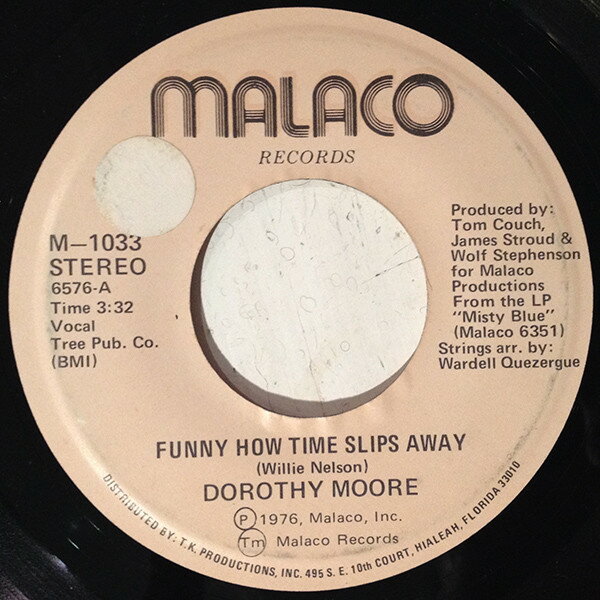 MALACO
RECORDS
M—1033
STEREO
6576-A
Time 3:32
Vocal
Tree Pub. Co.
(BMI)
Produced by:
Tom Couch,
James Stroud &
Wolf Stephenson
for Malaco
Productions
From the LP
"Misty Blue"
(Malaco 6351)
Strings arr. by:
Wardell Quezergue
FUNNY HOW TIME SLIPS AWAY
(Willie Nelson)
DOROTHY MOORE
P 1976, Malaco, Inc.
Tm Malaco Records
DISTRIBUTED BY: T.K. PRODUCTIONS, INC. 495 S. E. 10th COURT, HIALEAH, FLORIDA 33010